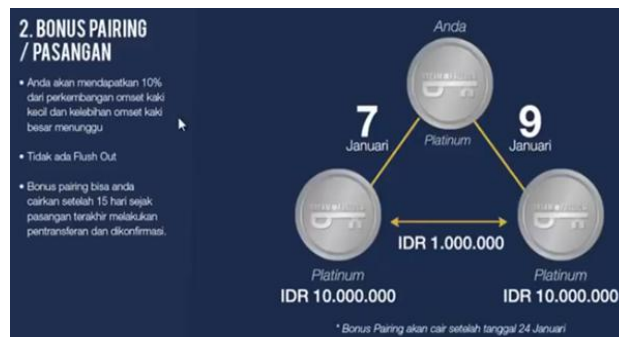 2. BONUS PAIRING
/ PASANGAN
• Anda akan mendapatkan 10%
dari perkembangan omset kaki
kecil dan kelebihan omset kaki
besar menunggu
• Tidak ada Flush Out
• Bonus pairing bisa anda
cairkan setelah 15 hari sejak
pasangan terakhir melakukan
pentransferan dan dikonfirmasi.
Anda
Platinum
7
Januari
9
Januari
IDR 1.000.000
Platinum
IDR 10.000.000
Platinum
IDR 10.000.000
* Bonus Pairing akan cair setelah tanggal 24 Januari